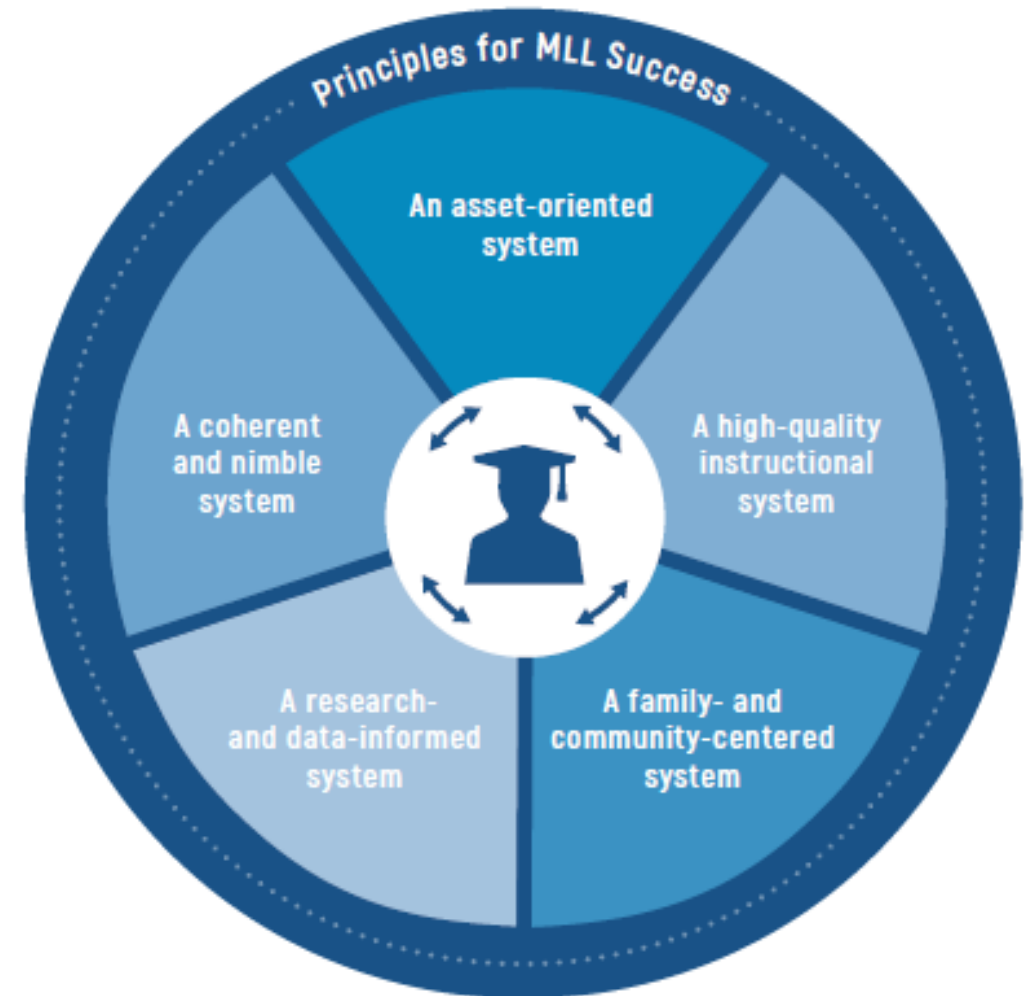 Principles for MLL Success
An asset-oriented
system
A high-quality
instructional
system
A family- and
community-centered
system
A research-
and data-informed
system
A coherent
and nimble
system